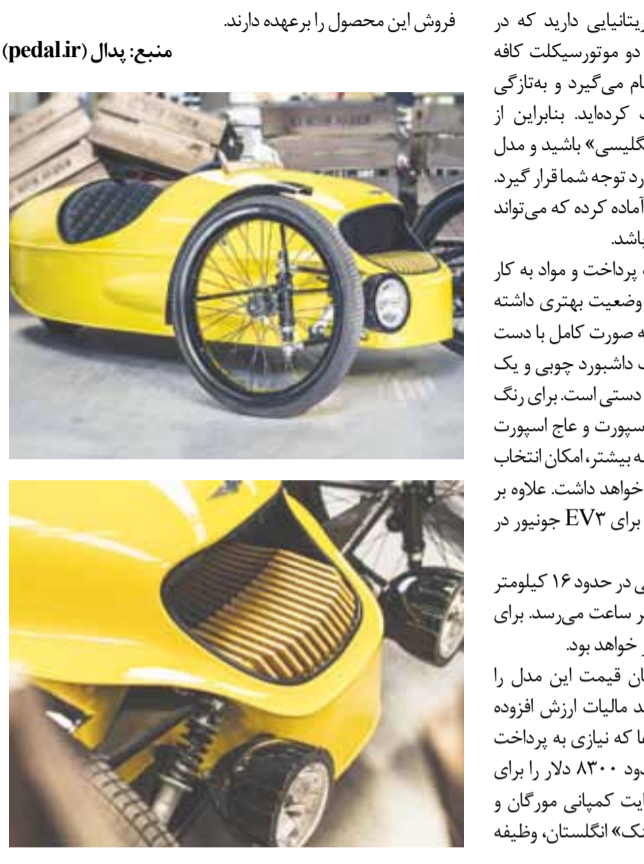 ریتانیایی دارید که در
دو موتورسیکلت کافه
ام می‌گیرد و به‌تازگی
کرده‌اید. بنابراین از
گلیسی» باشید و مدل
رد توجه شما قرار گیرد.
آماده کرده که می‌تواند
باشد.
پرداخت و مواد به کار
وضعیت بهتری داشته
ه صورت کامل با دست
داشبورد چوبی و یک
دستی است. برای رنگ
سپورت و عاج اسپورت
ه بیشتر، امکان انتخاب
خواهد داشت. علاوه بر
برای EV۳ جونیور در
ی در حدود ۱۶ کیلومتر
ر ساعت می‌رسد. برای
خواهد بود.
ان قیمت این مدل را
د مالیات ارزش افزوده
ها که نیازی به پرداخت
ود ۸۳۰۰ دلار را برای
ایت کمپانی مورگان و
ک» انگلستان، وظیفه
فروش این محصول را برعهده دارند.
منبع: پدال (pedal.ir)